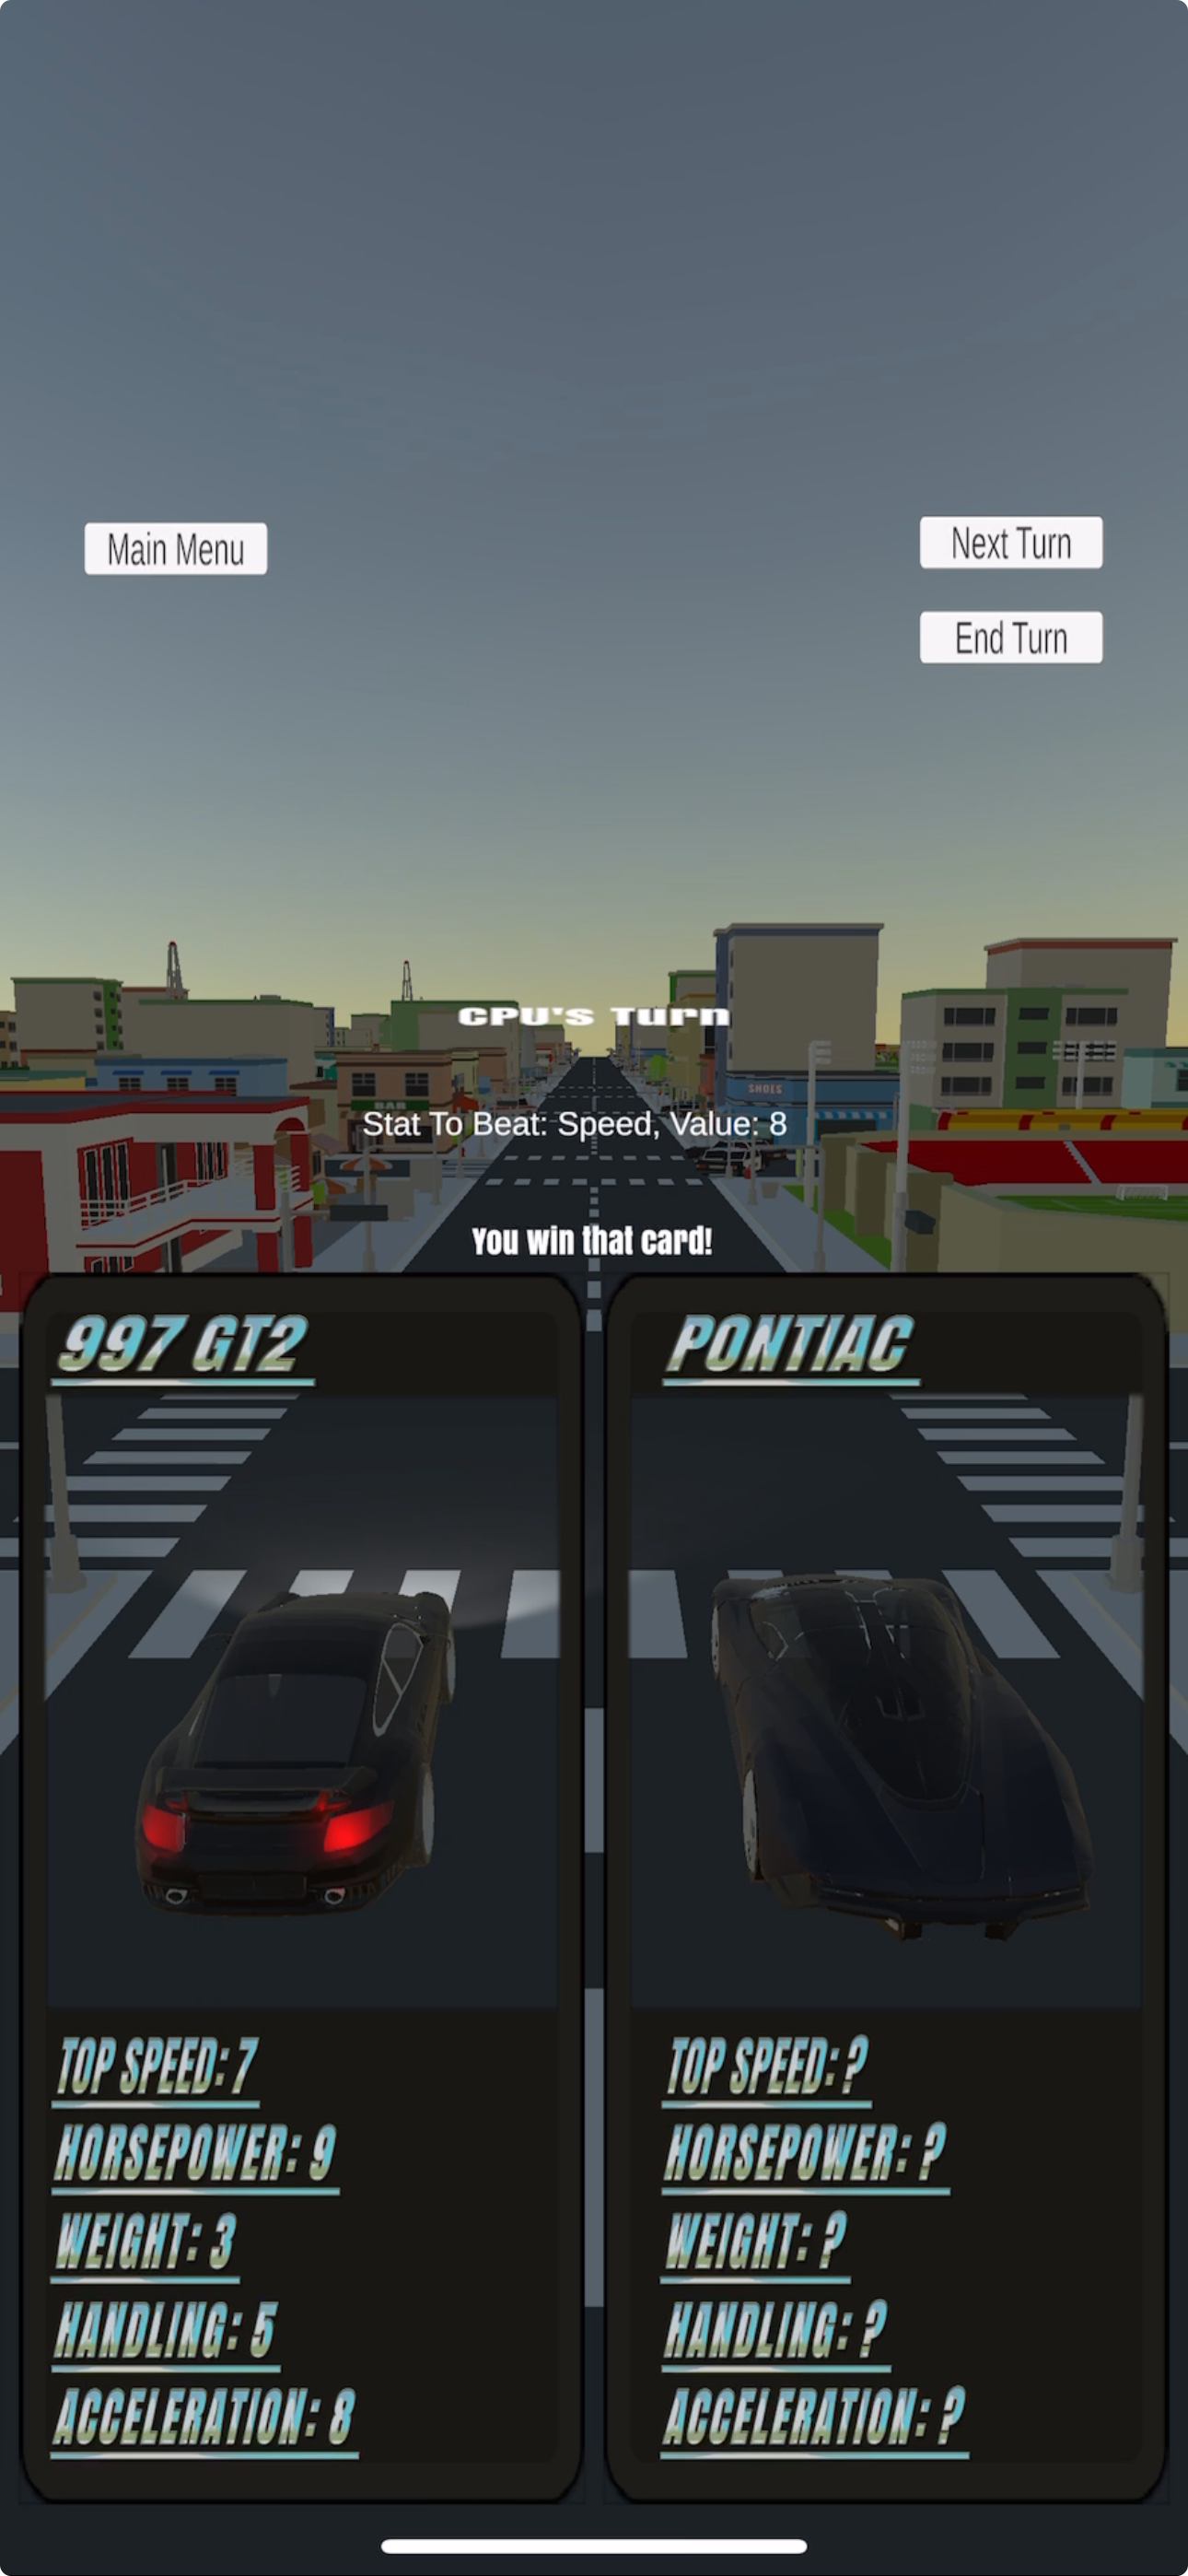 Main Menu
Next Turn
End Turn
CPU's Turn
SHOES
BAR
Stat To Beat: Speed, Value: 8
You win that card!
997 GT2
PONTIAC
TOP SPEED: 7
HORSEPOWER: 9
WEIGHT: 3
HANDLING: 5
ACCELERATION: 8
TOP SPEED: ?
HORSEPOWER: ?
WEIGHT: ?
HANDLING: ?
ACCELERATION: ?